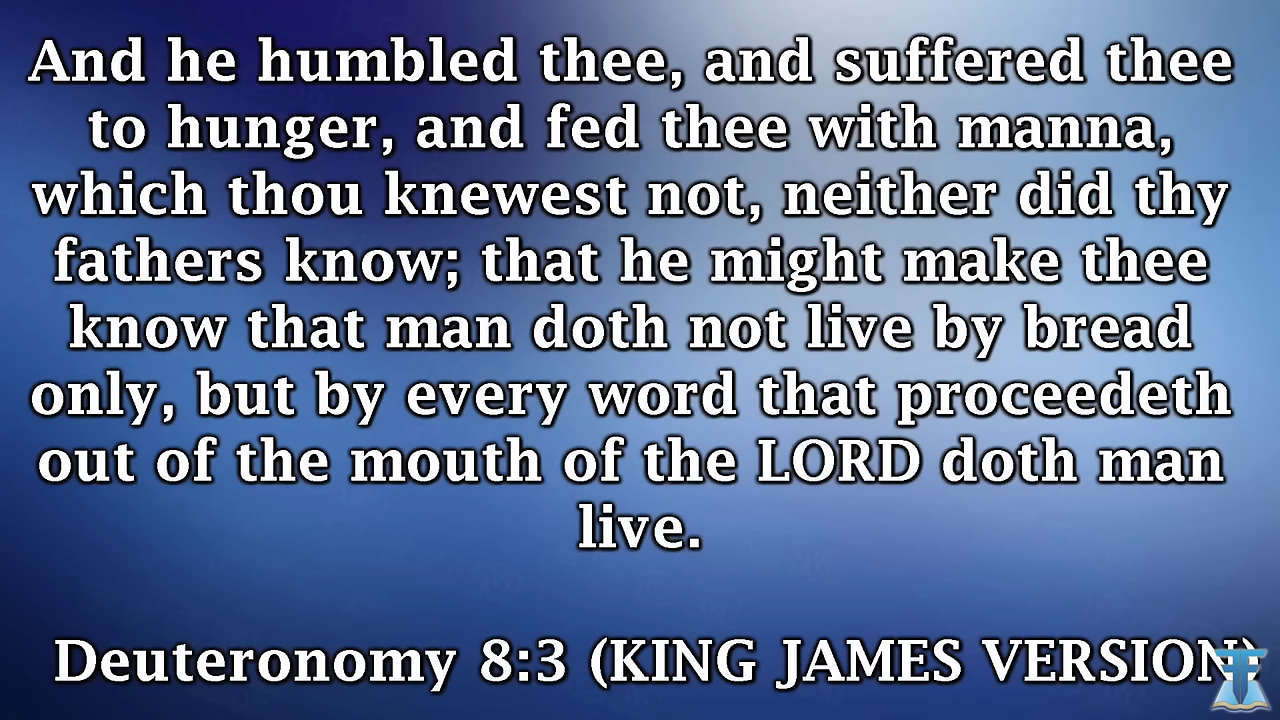 And he humbled thee, and suffered thee
to hunger, and fed thee with manna,
which thou knewest not, neither did thy
fathers know; that he might make thee
know that man doth not live by bread
only, but by every word that proceedeth
out of the mouth of the LORD doth man
live.
Deuteronomy 8:3 (KING JAMES VERSION)